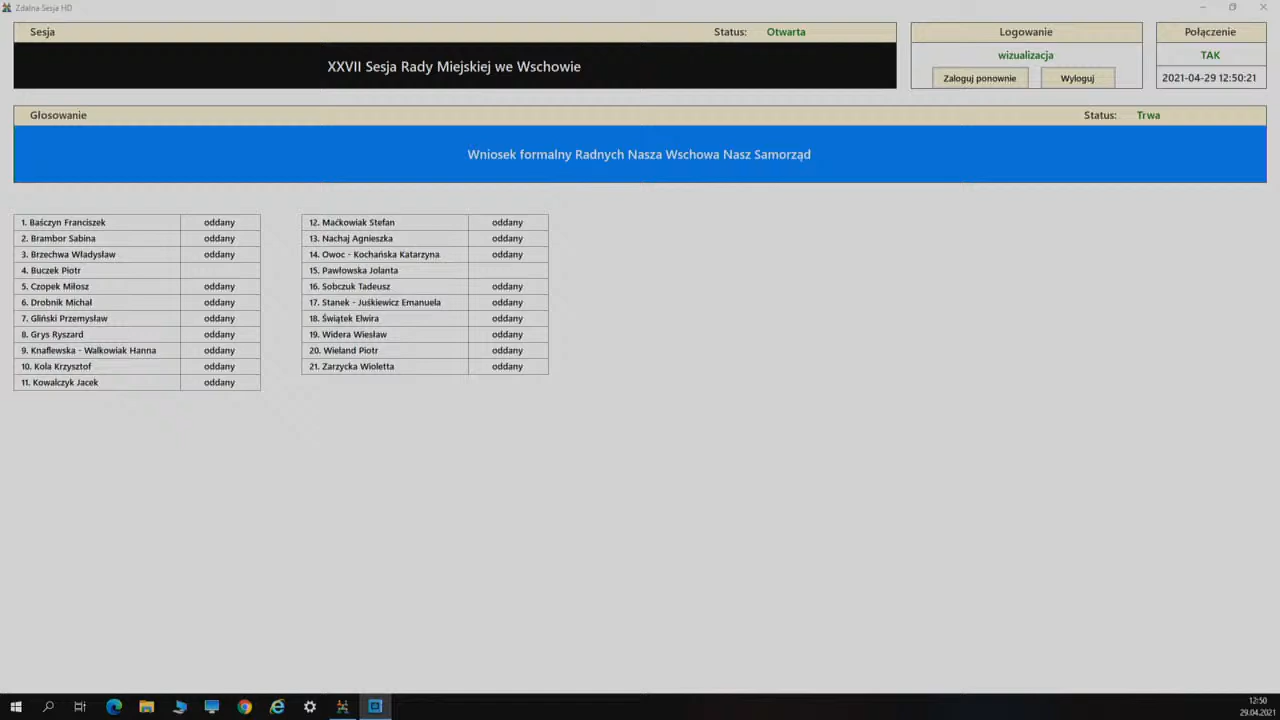 Zdalna Sesja HD
Sesja Status: Otwarta
XXVII Sesja Rady Miejskiej we Wschowie
Logowanie
wizualizacja
Zaloguj ponownie Wyloguj
Połączenie
TAK
2021-04-29 12:50:21
Głosowanie Status: Trwa
Wniosek formalny Radnych Nasza Wschowa Nasz Samorząd
1. Baśczyn Franciszek oddany
2. Brambor Sabina oddany
3. Brzechwa Władysław oddany
4. Buczek Piotr
5. Czopek Miłosz oddany
6. Drobnik Michał oddany
7. Gliński Przemysław oddany
8. Grys Ryszard oddany
9. Knaflewska - Walkowiak Hanna oddany
10. Kola Krzysztof oddany
11. Kowalczyk Jacek oddany
12. Maćkowiak Stefan oddany
13. Nachaj Agnieszka oddany
14. Owoc - Kochańska Katarzyna oddany
15. Pawłowska Jolanta
16. Sobczuk Tadeusz oddany
17. Stanek - Juśkiewicz Emanuela oddany
18. Świątek Elwira oddany
19. Widera Wiesław oddany
20. Wieland Piotr oddany
21. Zarzycka Wioletta oddany
12:50
29.04.2021